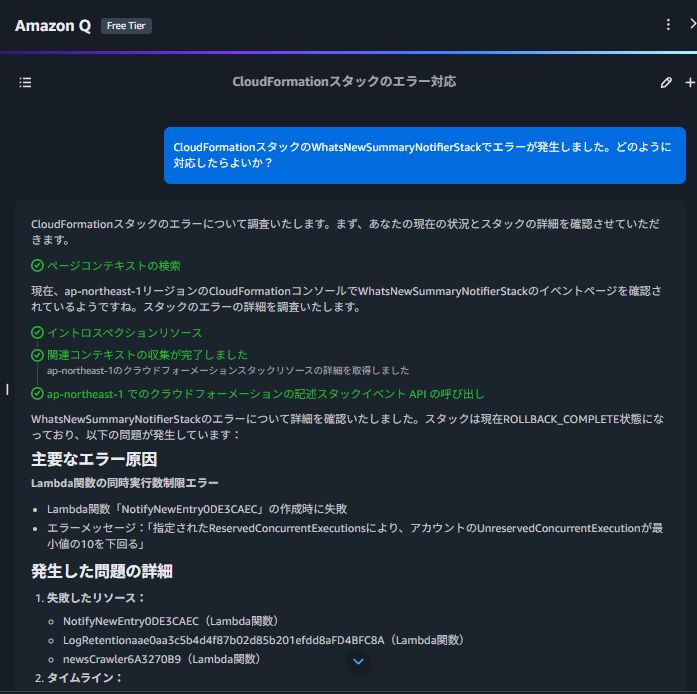 Amazon Q Free Tier
CloudFormationスタックのエラー対応
CloudFormationスタックのWhatsNewSummaryNotifierStackでエラーが発生しました。どのように
対応したらよいか？
CloudFormationスタックのエラーについて調査いたします。まず、あなたの現在の状況とスタックの詳細を確認させていただ
きます。
ページコンテキストの検索
現在、ap-northeast-1リージョンのCloudFormationコンソールでWhatsNewSummaryNotifierStackのイベントページを確認さ
れているようですね。スタックのエラーの詳細を調査いたします。
イントロスペクションリソース
関連コンテキストの収集が完了しました
ap-northeast-1のクラウドフォーメーションスタックリソースの詳細を取得しました
ap-northeast-1 でのクラウドフォーメーションの記述スタックイベント API の呼び出し
WhatsNewSummaryNotifierStackのエラーについて詳細を確認いたしました。スタックは現在ROLLBACK_COMPLETE状態にな
っており、以下の問題が発生しています：
主要なエラー原因
Lambda関数の同時実行数制限エラー
• Lambda関数「NotifyNewEntry0DE3CAEC」の作成時に失敗
• エラーメッセージ：「指定されたReservedConcurrentExecutionsにより、アカウントのUnreservedConcurrentExecutionが最
小値の10を下回る」
発生した問題の詳細
1. 失敗したリソース：
○ NotifyNewEntry0DE3CAEC（Lambda関数）
○ LogRetentionaae0aa3c5b4d4f87b02d85b201efdd8aFD4BFC8A（Lambda関数）
○ newsCrawler6A3270B9（Lambda関数）
2. タイムライン：